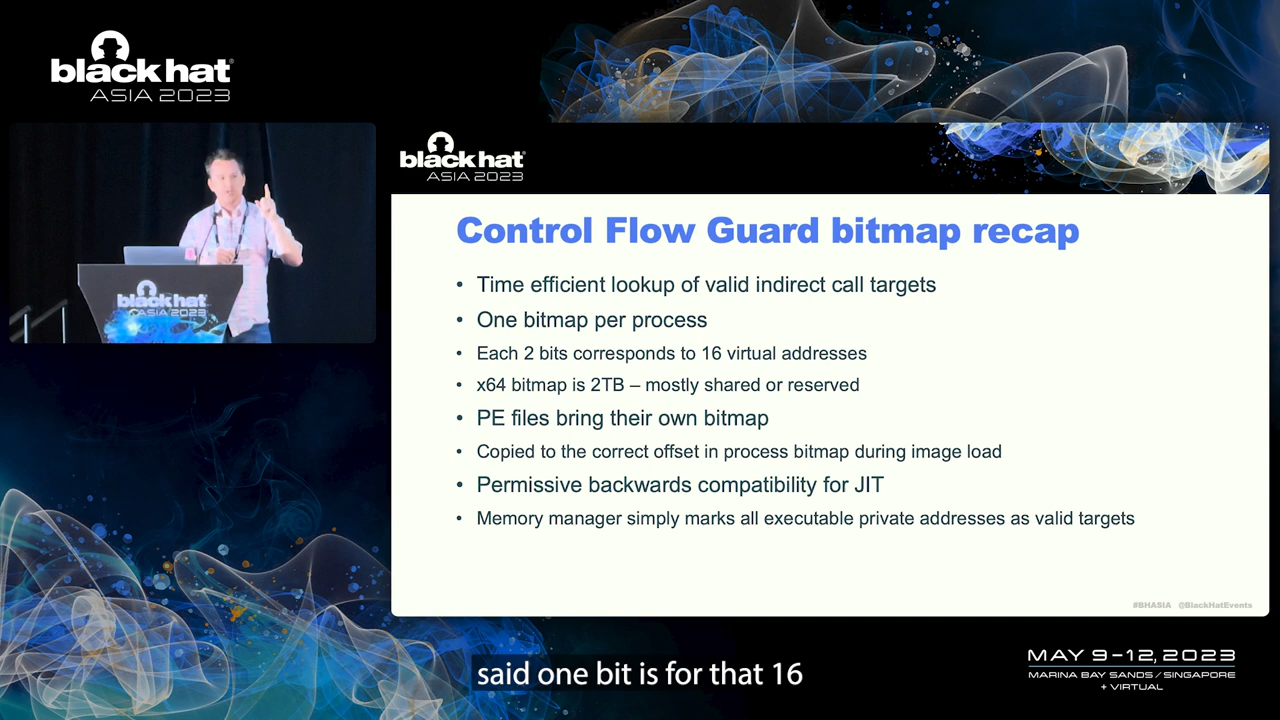 black hat
ASIA 2023
black hat
ASIA 2023
black hat
ASIA 2023
Control Flow Guard bitmap recap
• Time efficient lookup of valid indirect call targets
• One bitmap per process
• Each 2 bits corresponds to 16 virtual addresses
• x64 bitmap is 2TB – mostly shared or reserved
• PE files bring their own bitmap
• Copied to the correct offset in process bitmap during image load
• Permissive backwards compatibility for JIT
• Memory manager simply marks all executable private addresses as valid targets
#BHASIA @BlackHatEvents
said one bit is for that 16
MAY 9-12, 2023
MARINA BAY SANDS / SINGAPORE
+ VIRTUAL